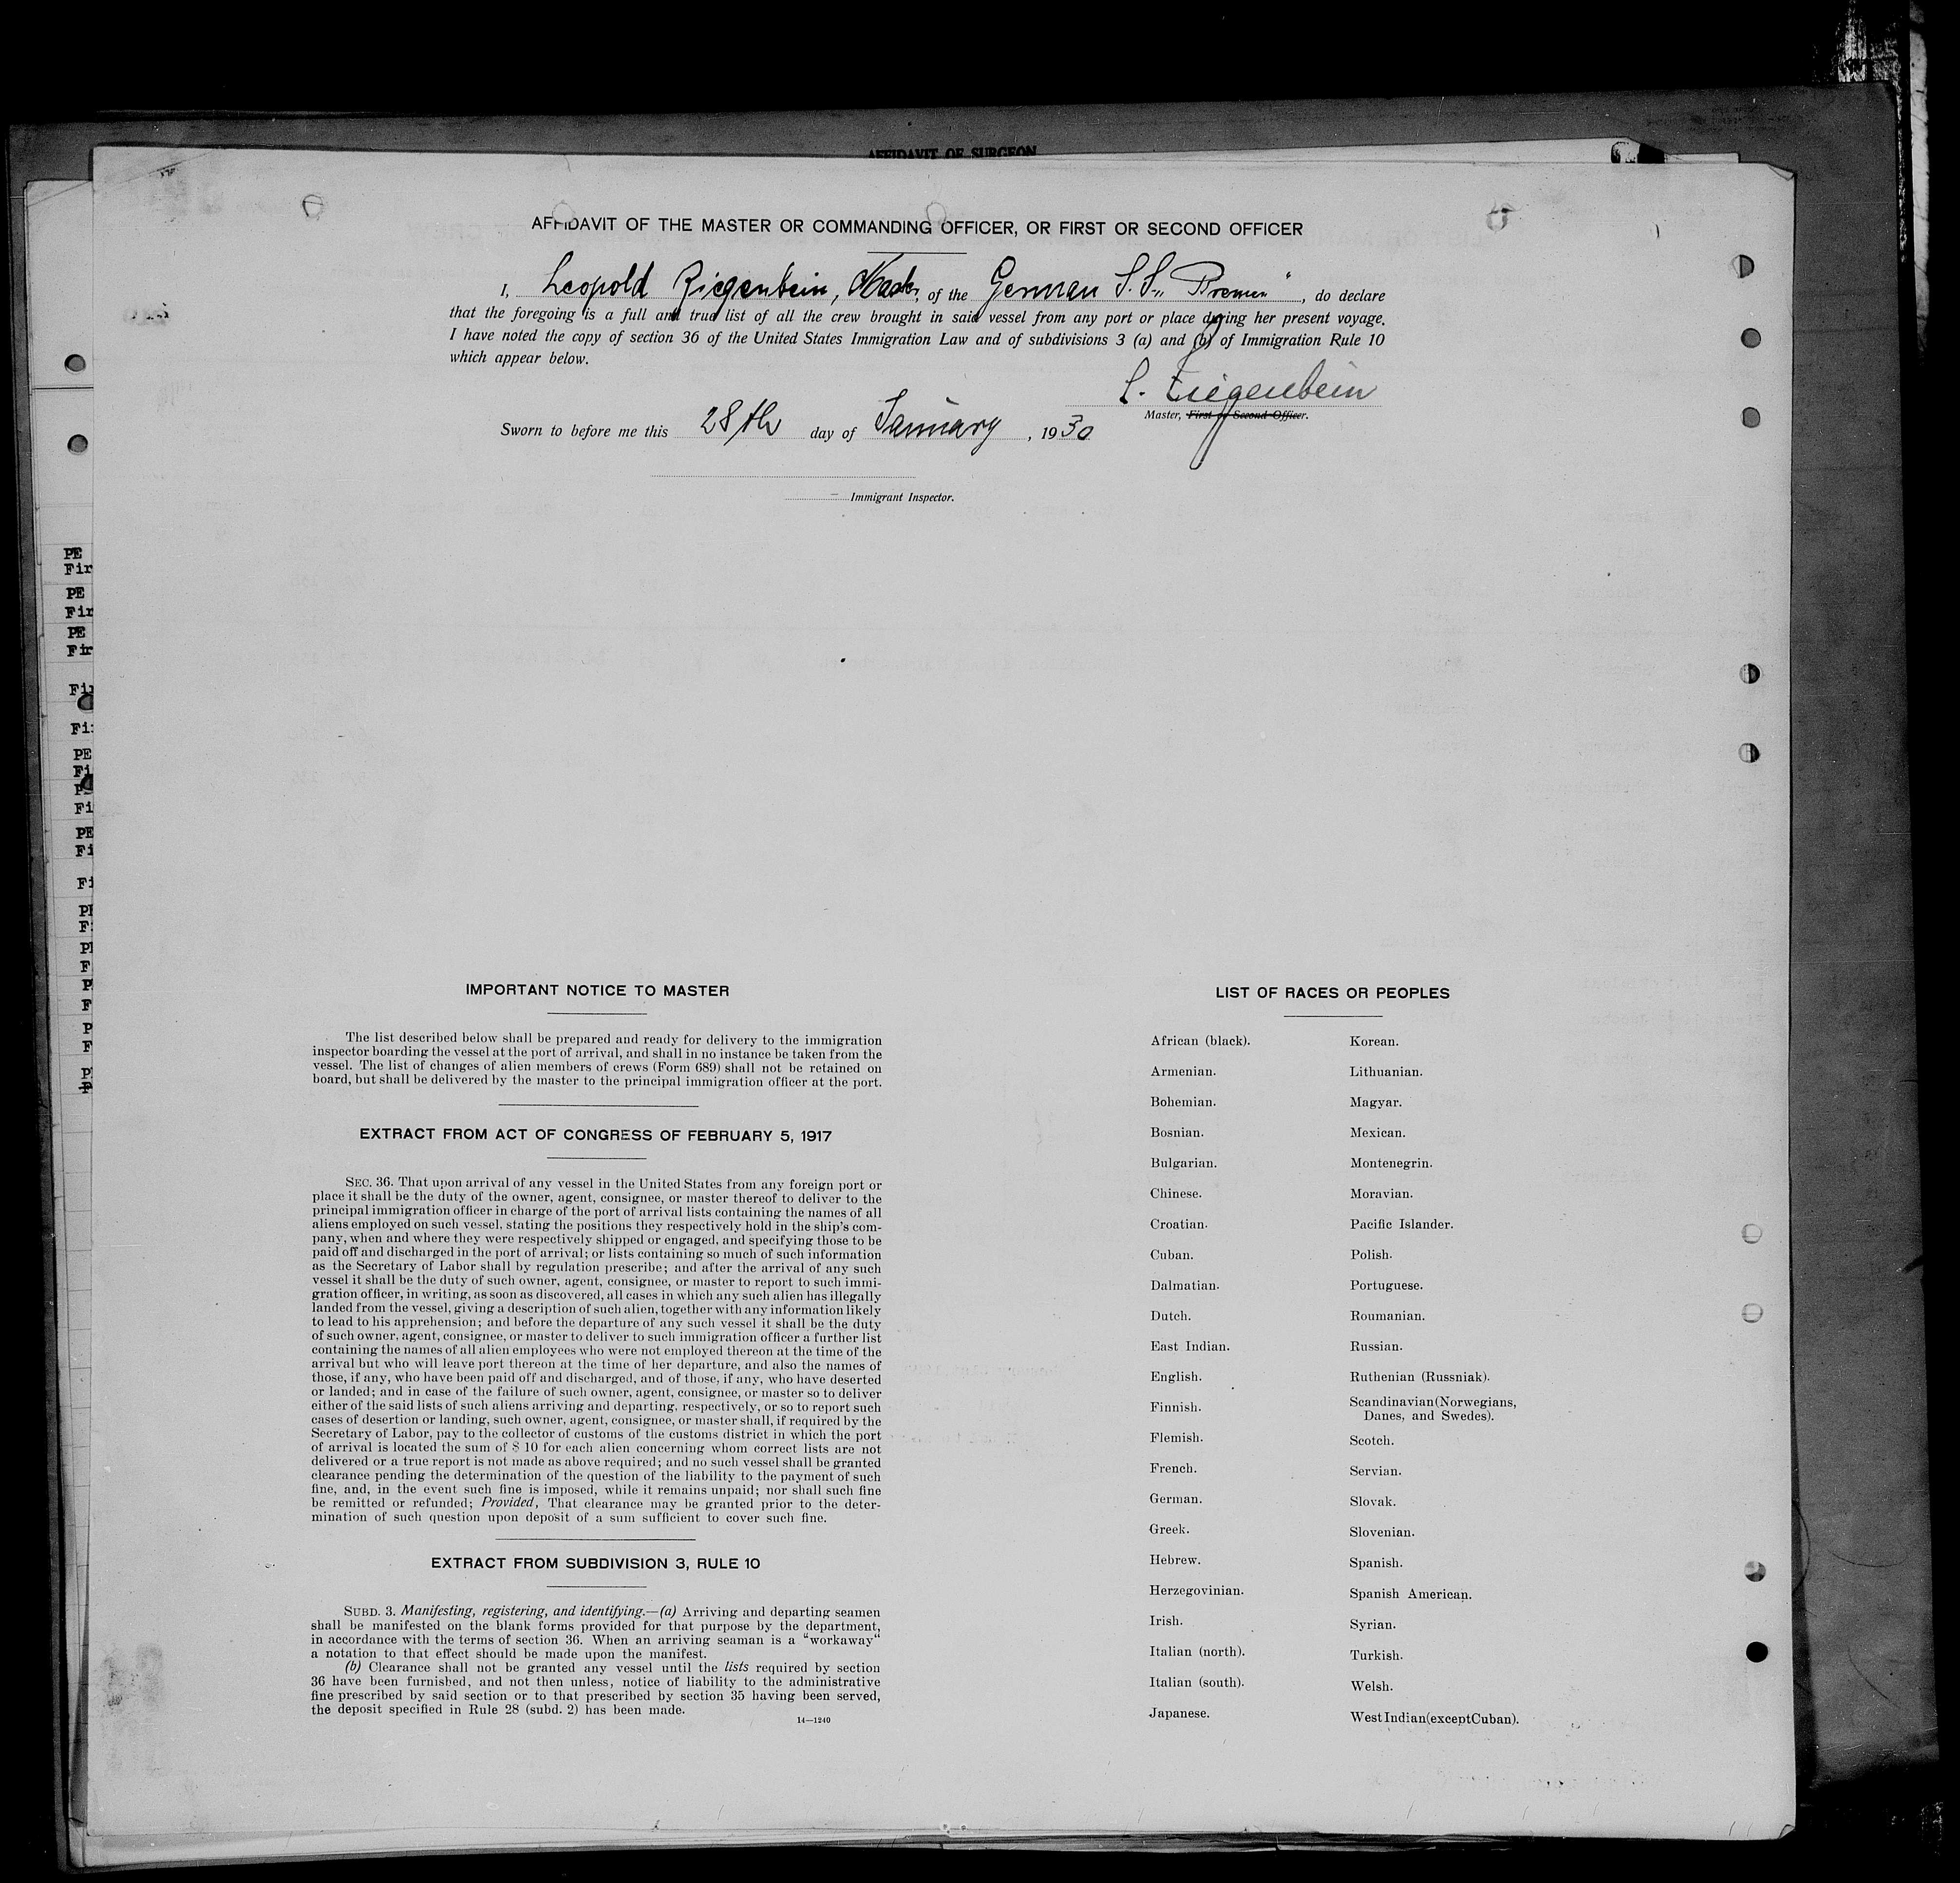 AFFIDAVIT OF SURGEON
AFFIDAVIT OF THE MASTER OR COMMANDING OFFICER, OR FIRST OR SECOND OFFICER
I, Leopold Ziegenbein, Master, of the German S.S. „Bremen“, do declare
that the foregoing is a full and true list of all the crew brought in said vessel from any port or place during her present voyage.
I have noted the copy of section 36 of the United States Immigration Law and of subdivisions 3 (a) and (b) of Immigration Rule 10
which appear below.
L. Ziegenbein
Master, First or Second Officer.
Sworn to before me this 28th day of January, 1930
Immigrant Inspector.
PE
Fir
PE
Fir
PE
Fir
Fir
Fi
PE
Fi
P
Fi
PE
Fi
Fi
P
F
P
F
P
F
P
F
P
P
IMPORTANT NOTICE TO MASTER
The list described below shall be prepared and ready for delivery to the immigration
inspector boarding the vessel at the port of arrival, and shall in no instance be taken from the
vessel. The list of changes of alien members of crews (Form 689) shall not be retained on
board, but shall be delivered by the master to the principal immigration officer at the port.
EXTRACT FROM ACT OF CONGRESS OF FEBRUARY 5, 1917
SEC. 36. That upon arrival of any vessel in the United States from any foreign port or
place it shall be the duty of the owner, agent, consignee, or master thereof to deliver to the
principal immigration officer in charge of the port of arrival lists containing the names of all
aliens employed on such vessel, stating the positions they respectively hold in the ship's com-
pany, when and where they were respectively shipped or engaged, and specifying those to be
paid off and discharged in the port of arrival; or lists containing so much of such information
as the Secretary of Labor shall by regulation prescribe; and after the arrival of any such
vessel it shall be the duty of such owner, agent, consignee, or master to report to such immi-
gration officer, in writing, as soon as discovered, all cases in which any such alien has illegally
landed from the vessel, giving a description of such alien, together with any information likely
to lead to his apprehension; and before the departure of any such vessel it shall be the duty
of such owner, agent, consignee, or master to deliver to such immigration officer a further list
containing the names of all alien employees who were not employed thereon at the time of the
arrival but who will leave port thereon at the time of her departure, and also the names of
those, if any, who have been paid off and discharged, and of those, if any, who have deserted
or landed; and in case of the failure of such owner, agent, consignee, or master so to deliver
either of the said lists of such aliens arriving and departing, respectively, or so to report such
cases of desertion or landing, such owner, agent, consignee, or master shall, if required by the
Secretary of Labor, pay to the collector of customs of the customs district in which the port
of arrival is located the sum of $ 10 for each alien concerning whom correct lists are not
delivered or a true report is not made as above required; and no such vessel shall be granted
clearance pending the determination of the question of the liability to the payment of such
fine, and, in the event such fine is imposed, while it remains unpaid; nor shall such fine
be remitted or refunded; Provided, That clearance may be granted prior to the deter-
mination of such question upon deposit of a sum sufficient to cover such fine.
EXTRACT FROM SUBDIVISION 3, RULE 10
SUBD. 3. Manifesting, registering, and identifying.—(a) Arriving and departing seamen
shall be manifested on the blank forms provided for that purpose by the department,
in accordance with the terms of section 36. When an arriving seaman is a “workaway“
a notation to that effect should be made upon the manifest.
(b) Clearance shall not be granted any vessel until the lists required by section
36 have been furnished, and not then unless, notice of liability to the administrative
fine prescribed by said section or to that prescribed by section 35 having been served,
the deposit specified in Rule 28 (subd. 2) has been made.
14—1240
LIST OF RACES OR PEOPLES
African (black).
Armenian.
Bohemian.
Bosnian.
Bulgarian.
Chinese.
Croatian.
Cuban.
Dalmatian.
Dutch.
East Indian.
English.
Finnish.
Flemish.
French.
German.
Greek.
Hebrew.
Herzegovinian.
Irish.
Italian (north).
Italian (south).
Japanese.
Korean.
Lithuanian.
Magyar.
Mexican.
Montenegrin.
Moravian.
Pacific Islander.
Polish.
Portuguese.
Roumanian.
Russian.
Ruthenian (Russniak).
Scandinavian (Norwegians,
Danes, and Swedes).
Scotch.
Servian.
Slovak.
Slovenian.
Spanish.
Spanish American.
Syrian.
Turkish.
Welsh.
West Indian (except Cuban).